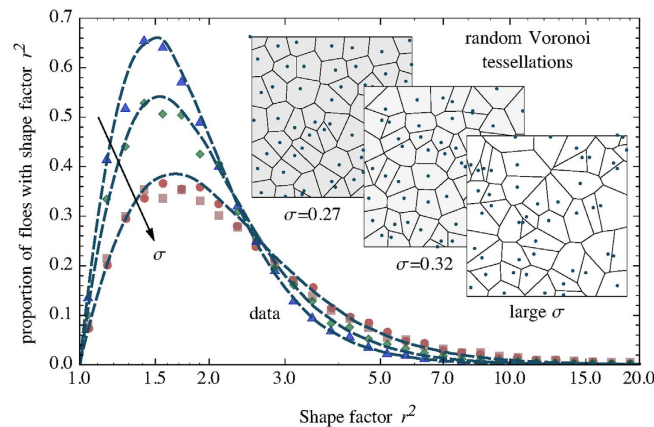 proportion of floes with shape factor r²
0.7
0.6
0.5
0.4
0.3
0.2
0.1
0.0
random Voronoi
tessellations
σ=0.27
σ=0.32
large σ
σ
data
1.0
1.5
2.0
3.0
5.0
7.0
10.0
15.0
20.0
Shape factor r²